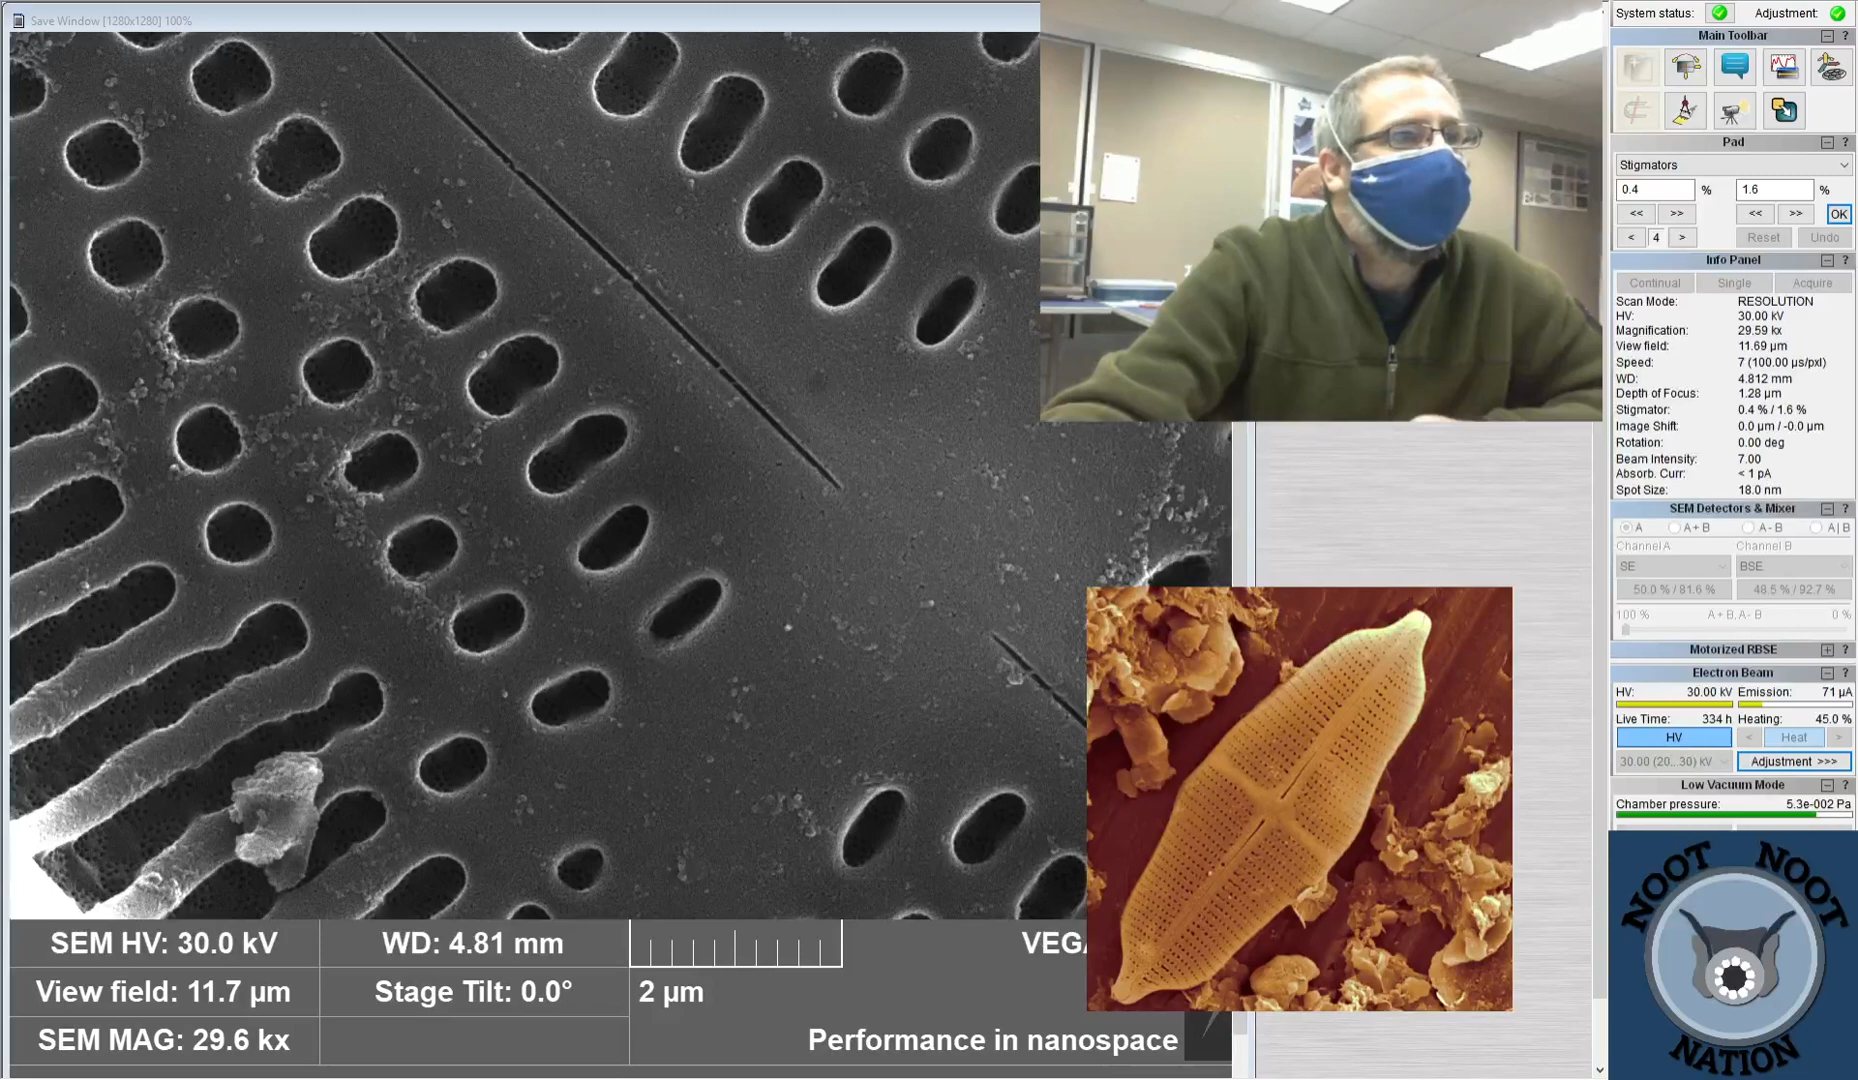 Save Window [1280x1280] 100%
System status: Adjustment:
Main Toolbar
Pad
Stigmators
0.4 % 1.6 %
<< >> << >> OK
< 4 > Reset Undo
Info Panel
Continual Single Acquire
Scan Mode: RESOLUTION
HV: 30.00 kV
Magnification: 29.59 kx
View field: 11.69 µm
Speed: 7 (100.00 µs/pxl)
WD: 4.812 mm
Depth of Focus: 1.28 µm
Stigmator: 0.4 % / 1.6 %
Image Shift: 0.0 µm / -0.0 µm
Rotation: 0.00 deg
Beam Intensity: 7.00
Absorb. Curr: < 1 pA
Spot Size: 18.0 nm
SEM Detectors & Mixer
A A + B A - B A | B
Channel A Channel B
SE BSE
50.0 % / 81.6 % 48.5 % / 92.7 %
100 % A + B, A - B 0 %
Motorized RBSE
Electron Beam
HV: 30.00 kV Emission: 71 µA
Live Time: 334 h Heating: 45.0 %
HV < Heat >
30.00 (20...30) kV Adjustment >>>
Low Vacuum Mode
Chamber pressure: 5.3e-002 Pa
SEM HV: 30.0 kV WD: 4.81 mm VEGA
View field: 11.7 µm Stage Tilt: 0.0° 2 µm
SEM MAG: 29.6 kx Performance in nanospace
NOOT NOOT
NATION